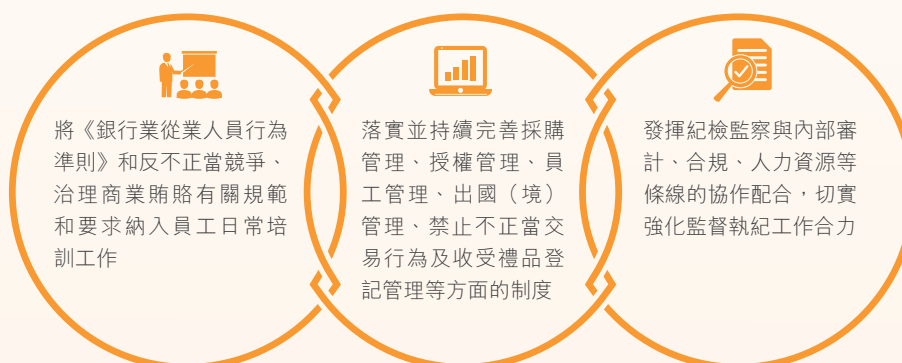 將《銀行業從業人員行為
準則》和反不正當競爭、
治理商業賄賂有關規範
和要求納入員工日常培
訓工作
落實並持續完善採購
管理、授權管理、員
工管理、出國（境）
管理、禁止不正當交
易行為及收受禮品登
記管理等方面的制度
發揮紀檢監察與內部審
計、合規、人力資源等
條線的協作配合，切實
強化監督執紀工作合力